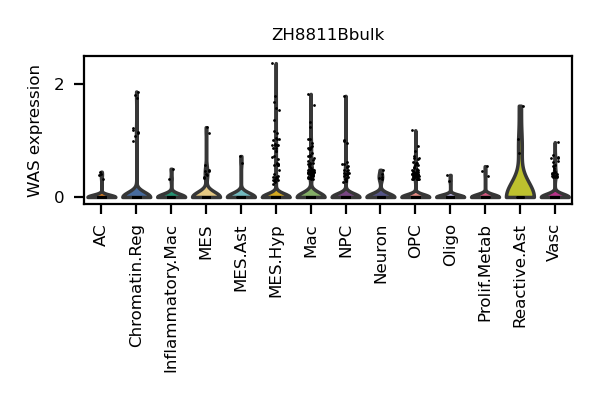 ZH8811Bbulk
WAS expression
2
0
AC
Chromatin.Reg
Inflammatory.Mac
MES
MES.Ast
MES.Hyp
Mac
NPC
Neuron
OPC
Oligo
Prolif.Metab
Reactive.Ast
Vasc